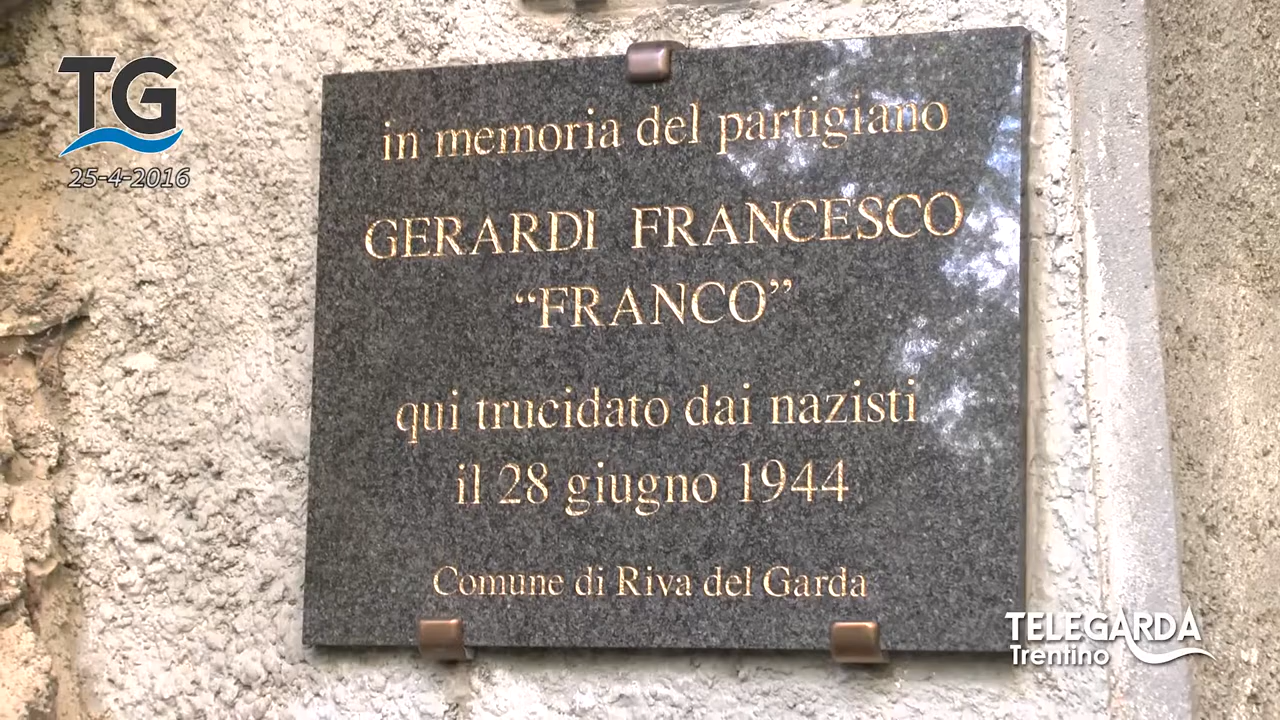 TG
25-4-2016
in memoria del partigiano
GERARDI FRANCESCO
“FRANCO”
qui trucidato dai nazisti
il 28 giugno 1944
Comune di Riva del Garda
TELEGARDA
Trentino